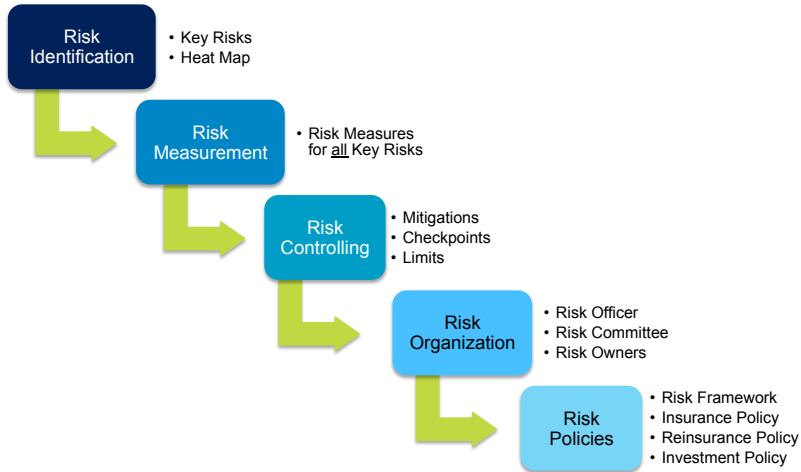 Risk
Identification
• Key Risks
• Heat Map
Risk
Measurement
• Risk Measures
for all Key Risks
Risk
Controlling
• Mitigations
• Checkpoints
• Limits
Risk
Organization
• Risk Officer
• Risk Committee
• Risk Owners
Risk
Policies
• Risk Framework
• Insurance Policy
• Reinsurance Policy
• Investment Policy